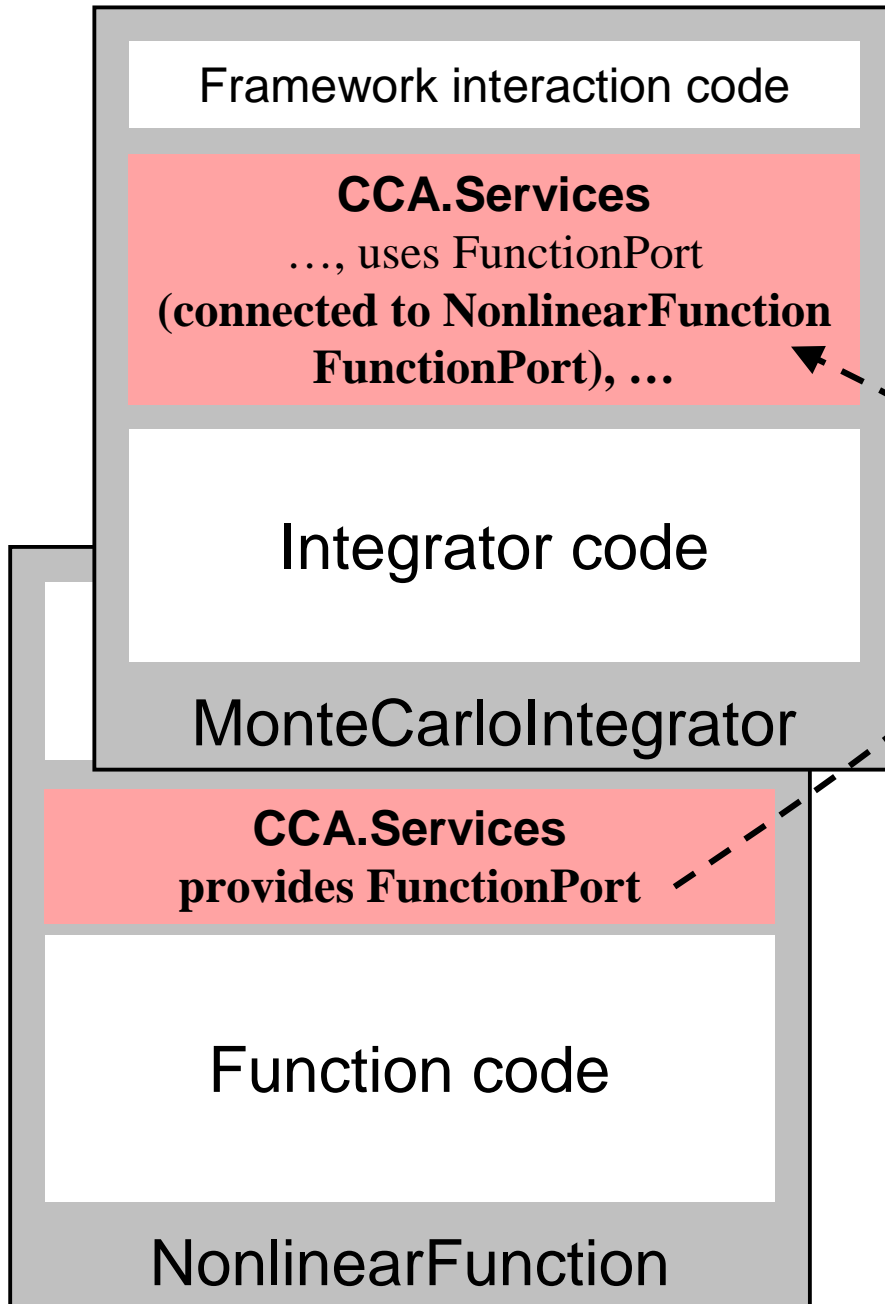 Framework interaction code
CCA.Services
…, uses FunctionPort
(connected to NonlinearFunction
FunctionPort), …
Integrator code
MonteCarloIntegrator
CCA.Services
provides FunctionPort
Function code
NonlinearFunction